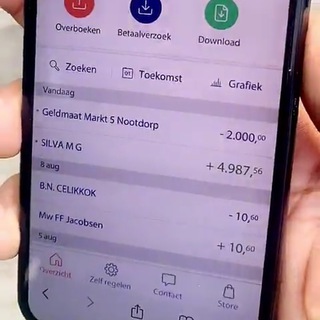 Overboeken Betaalverzoek Download
Zoeken Toekomst Grafiek
Vandaag
Geldmaat Markt 5 Nootdorp - 2.000,00
SILVA M G + 4.987,56
8 aug
B.N. CELIKKOK - 10,60
Mw FF Jacobsen + 10,60
5 aug
Overzicht Zelf regelen Contact Store